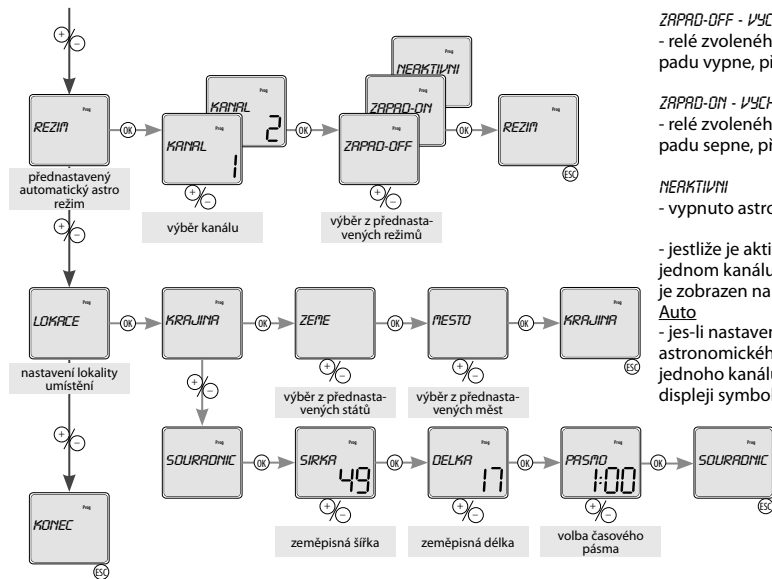 +/-
Prog
REZIM
OK
Prog
KANAL
1
Prog
KANAL
2
OK
Prog
ZAPAD-OFF
Prog
ZAPAD-ON
Prog
NEAKTIVNI
OK
Prog
REZIM
ESC
přednastavený
automatický astro
režim
+/-
výběr kanálu
+/-
výběr z přednasta-
vených režimů
+/-
Prog
LOKACE
OK
Prog
KRAJINA
OK
Prog
ZEME
OK
Prog
MESTO
OK
Prog
KRAJINA
ESC
nastavení lokality
umístění
+/-
+/-
výběr z přednasta-
vených států
+/-
výběr z přednasta-
vených měst
+/-
Prog
SOURADNIC
OK
Prog
SIRKA
49
OK
Prog
DELKA
17
OK
Prog
PASMO
1:00
OK
Prog
SOURADNIC
ESC
+/-
zeměpisná šířka
+/-
zeměpisná délka
+/-
volba časového
pásma
Prog
KONEC
ESC
ZAPAD-OFF - VYC
- relé zvoleného
padu vypne, př
ZAPAD-ON - VYCH
- relé zvoleného
padu sepne, př
NEAKTIVNI
- vypnuto astro
- jestliže je akti
jednom kanálu
je zobrazen na
Auto
- jes-li nastaven
astronomického
jednoho kanálu
displeji symbol